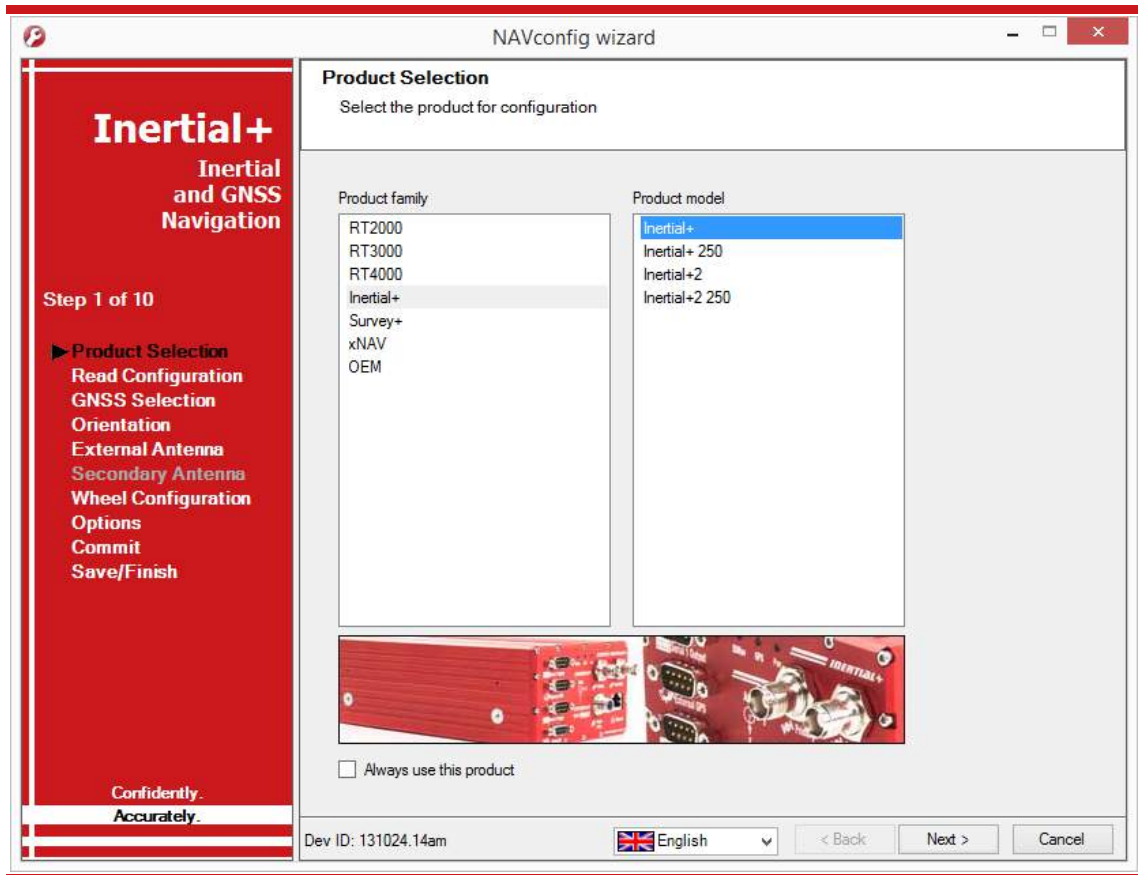 NAVconfig wizard
Inertial+
Inertial
and GNSS
Navigation
Step 1 of 10
Product Selection
Read Configuration
GNSS Selection
Orientation
External Antenna
Secondary Antenna
Wheel Configuration
Options
Commit
Save/Finish
Confidently.
Accurately.
Product Selection
Select the product for configuration
Product family
RT2000
RT3000
RT4000
Inertial+
Survey+
xNAV
OEM
Product model
Inertial+
Inertial+ 250
Inertial+2
Inertial+2 250
INERTIAL+
Always use this product
Dev ID: 131024.14am
English
< Back
Next >
Cancel